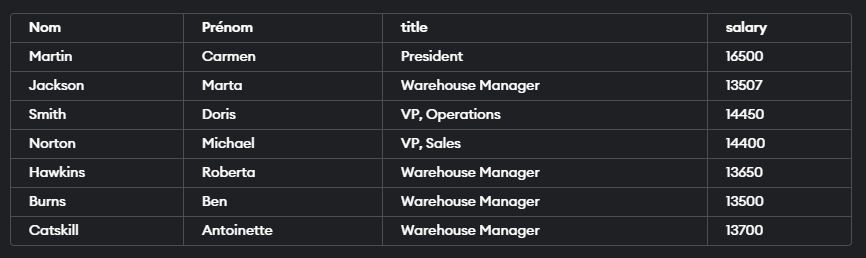 Nom Prénom title salary
Martin Carmen President 16500
Jackson Marta Warehouse Manager 13507
Smith Doris VP, Operations 14450
Norton Michael VP, Sales 14400
Hawkins Roberta Warehouse Manager 13650
Burns Ben Warehouse Manager 13500
Catskill Antoinette Warehouse Manager 13700